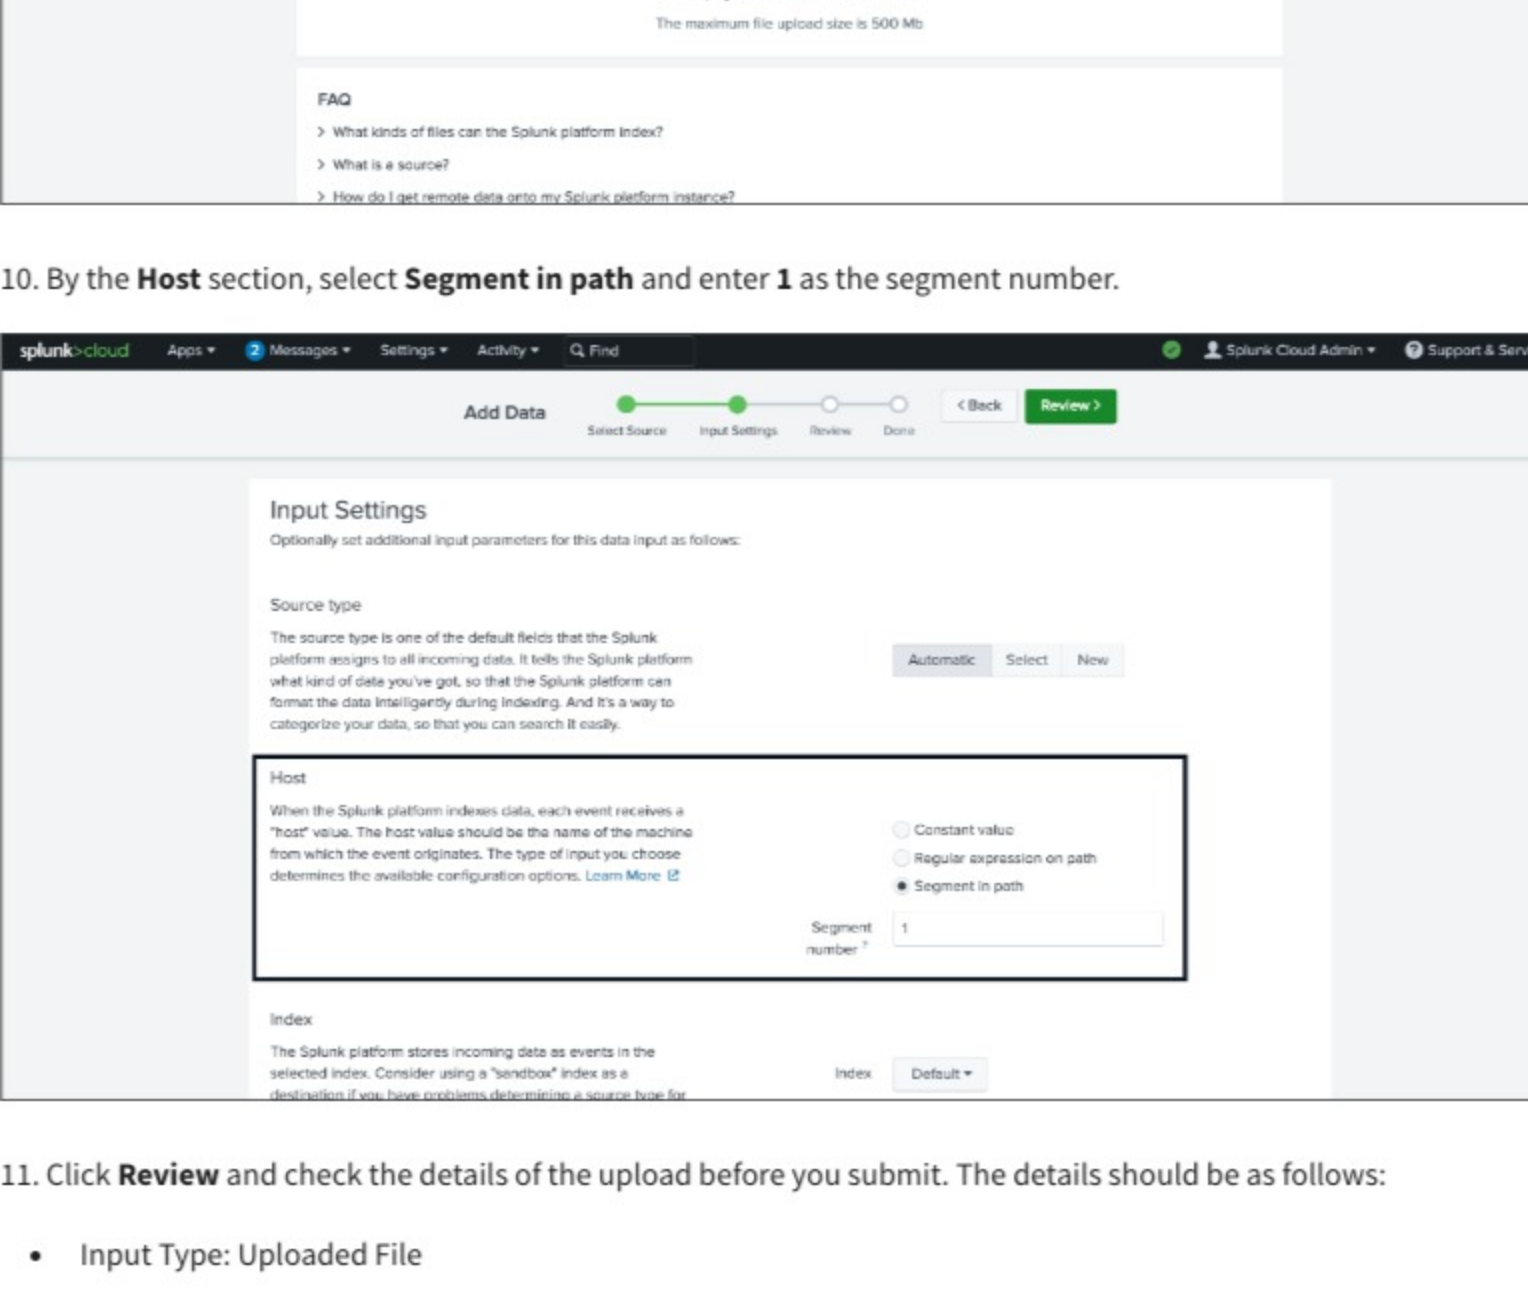 The maximum file upload size is 500 Mb
FAQ
> What kinds of files can the Splunk platform index?
> What is a source?
> How do I get remote data onto my Splunk platform instance?
10. By the Host section, select Segment in path and enter 1 as the segment number.
splunk>cloud Apps 2 Messages Settings Activity Find Splunk Cloud Admin ? Support & Serv
Add Data Select Source Input Settings Review Done < Back Review >
Input Settings
Optionally set additional input parameters for this data input as follows:
Source type
The source type is one of the default fields that the Splunk
platform assigns to all incoming data. It tells the Splunk platform
what kind of data you've got, so that the Splunk platform can
format the data intelligently during indexing. And it's a way to
categorize your data, so that you can search it easily.
Automatic Select New
Host
When the Splunk platform indexes data, each event receives a
"host" value. The host value should be the name of the machine
from which the event originates. The type of input you choose
determines the available configuration options. Learn More
Constant value
Regular expression on path
Segment in path
Segment number ? 1
Index
The Splunk platform stores incoming data as events in the
selected index. Consider using a "sandbox" index as a
destination if you have problems determining a source type for
Index Default
11. Click Review and check the details of the upload before you submit. The details should be as follows:
• Input Type: Uploaded File